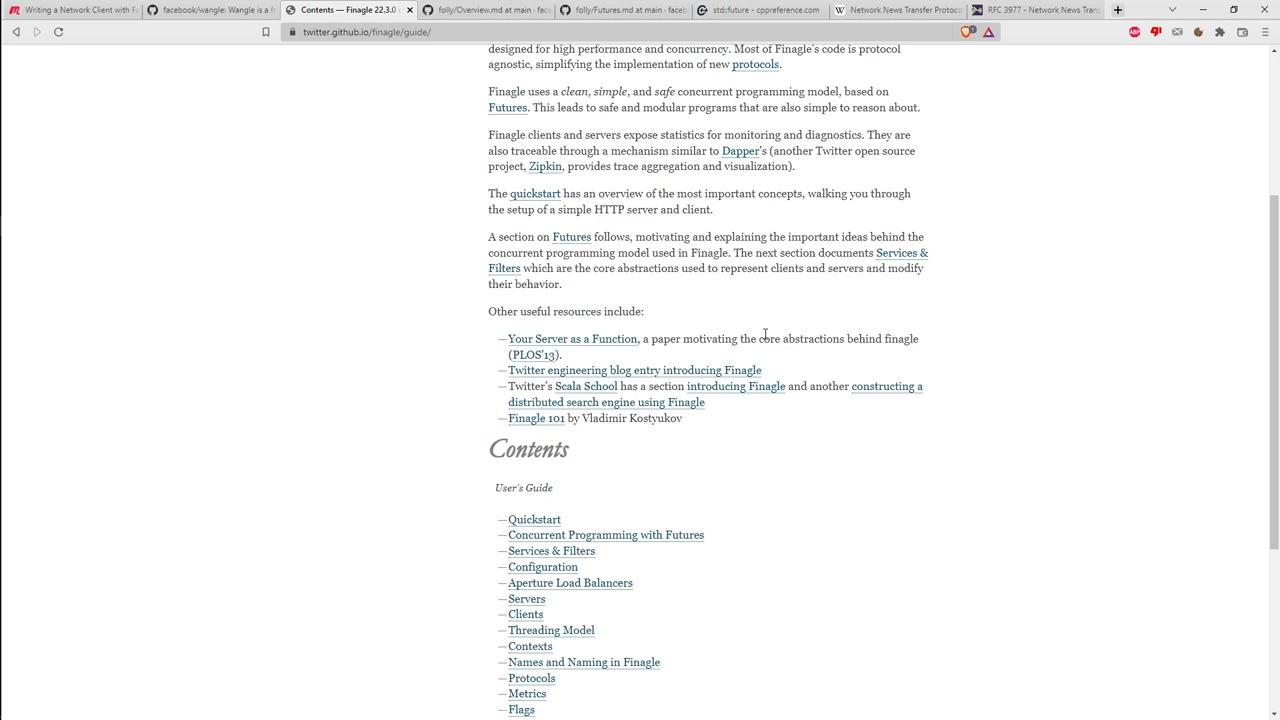 Writing a Network Client with F
facebook/wangle: Wangle is a f
Contents — Finagle 22.3.0 d
folly/Overview.md at main · face
folly/Futures.md at main · faceb
std::future - cppreference.com
Network News Transfer Protoco
RFC 3977 - Network News Trans
twitter.github.io/finagle/guide/
designed for high performance and concurrency. Most of Finagle's code is protocol
agnostic, simplifying the implementation of new protocols.
Finagle uses a clean, simple, and safe concurrent programming model, based on
Futures. This leads to safe and modular programs that are also simple to reason about.
Finagle clients and servers expose statistics for monitoring and diagnostics. They are
also traceable through a mechanism similar to Dapper's (another Twitter open source
project, Zipkin, provides trace aggregation and visualization).
The quickstart has an overview of the most important concepts, walking you through
the setup of a simple HTTP server and client.
A section on Futures follows, motivating and explaining the important ideas behind the
concurrent programming model used in Finagle. The next section documents Services &
Filters which are the core abstractions used to represent clients and servers and modify
their behavior.
Other useful resources include:
—Your Server as a Function, a paper motivating the core abstractions behind finagle
(PLOS'13).
—Twitter engineering blog entry introducing Finagle
—Twitter's Scala School has a section introducing Finagle and another constructing a
distributed search engine using Finagle
—Finagle 101 by Vladimir Kostyukov
Contents
User's Guide
—Quickstart
—Concurrent Programming with Futures
—Services & Filters
—Configuration
—Aperture Load Balancers
—Servers
—Clients
—Threading Model
—Contexts
—Names and Naming in Finagle
—Protocols
—Metrics
—Flags